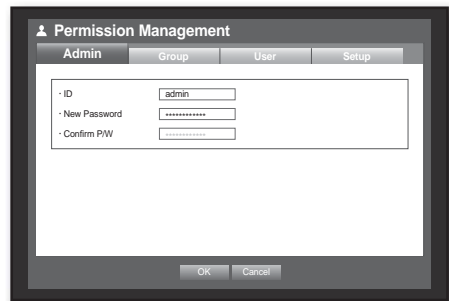 Permission Management
Admin Group User Setup
· ID admin
· New Password ************
· Confirm P/W ************
OK Cancel